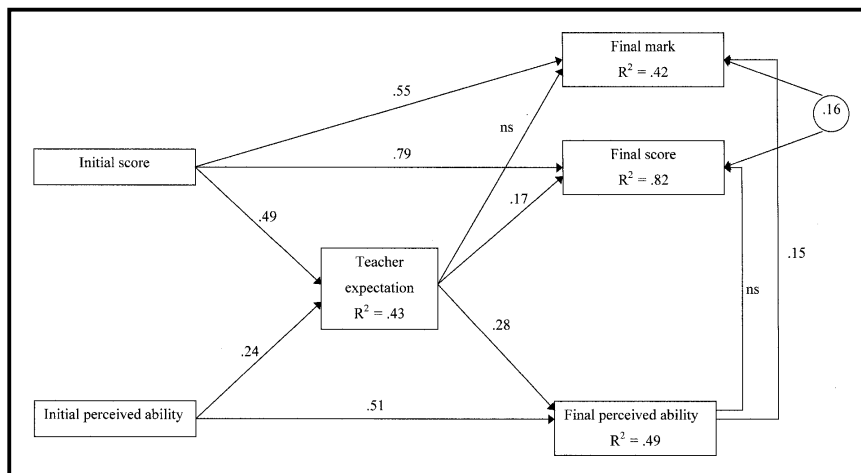 Final mark
R² = .42
.55
ns
.16
Initial score
.79
Final score
R² = .82
.49
.17
Teacher
expectation
R² = .43
.15
ns
.24
.28
Initial perceived ability
.51
Final perceived ability
R² = .49